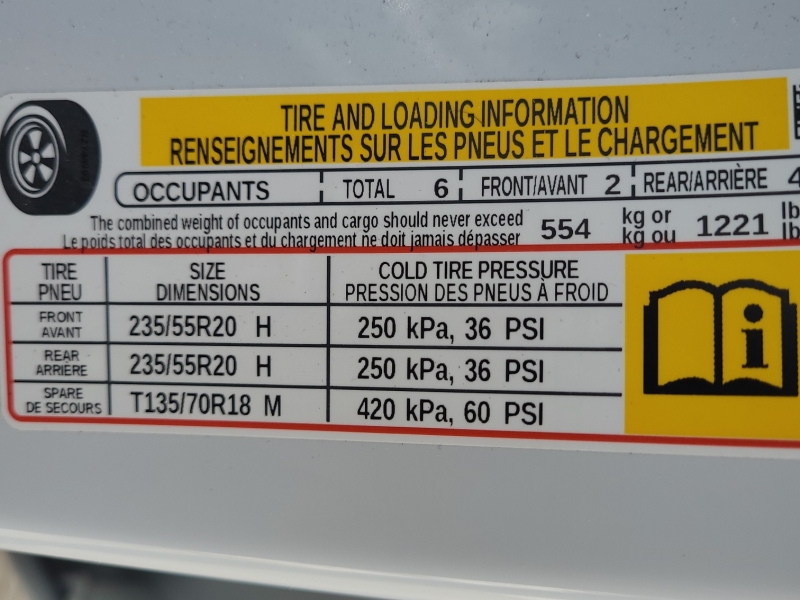 TIRE AND LOADING INFORMATION
RENSEIGNEMENTS SUR LES PNEUS ET LE CHARGEMENT
OCCUPANTS TOTAL 6 FRONT/AVANT 2 REAR/ARRIÈRE 4
The combined weight of occupants and cargo should never exceed 554 kg or 1221 lb
Le poids total des occupants et du chargement ne doit jamais dépasser kg ou lb
TIRE SIZE COLD TIRE PRESSURE
PNEU DIMENSIONS PRESSION DES PNEUS À FROID
FRONT
AVANT 235/55R20 H 250 kPa, 36 PSI
REAR
ARRIÈRE 235/55R20 H 250 kPa, 36 PSI
SPARE
DE SECOURS T135/70R18 M 420 kPa, 60 PSI